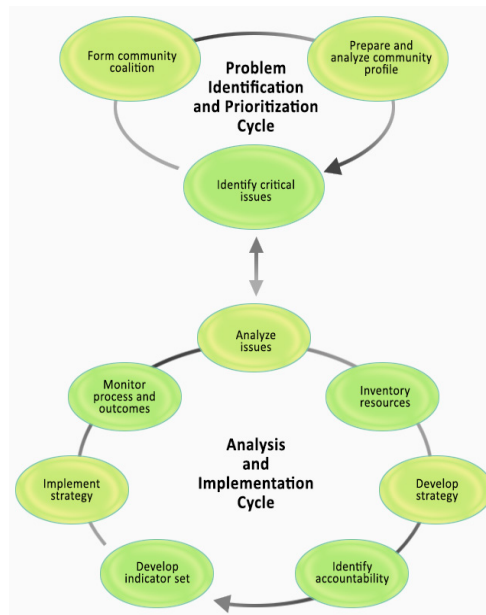 Form community
coalition
Prepare and
analyze community
profile
Problem
Identification
and Prioritization
Cycle
Identify critical
issues
Analyze
issues
Monitor
process and
outcomes
Inventory
resources
Analysis
and
Implementation
Cycle
Implement
strategy
Develop
strategy
Develop
indicator set
Identify
accountability